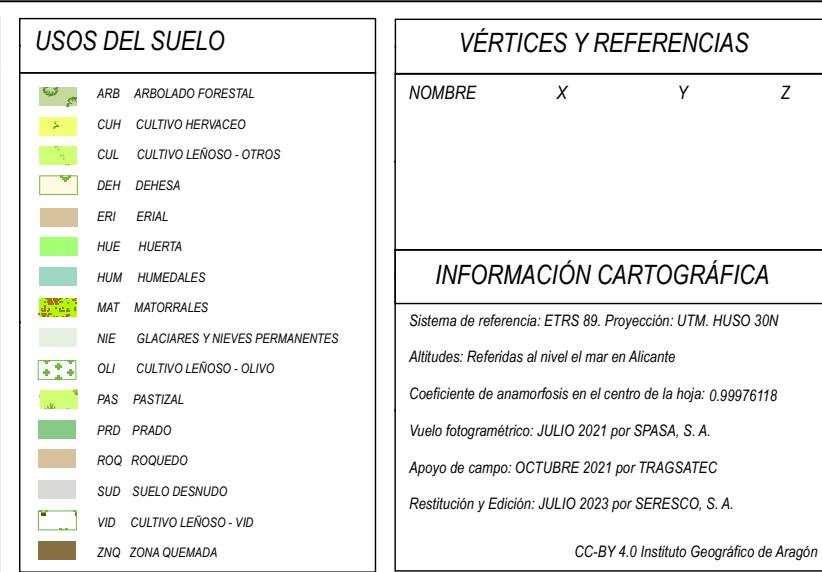 USOS DEL SUELO
ARB ARBOLADO FORESTAL
CUH CULTIVO HERVACEO
CUL CULTIVO LEÑOSO - OTROS
DEH DEHESA
ERI ERIAL
HUE HUERTA
HUM HUMEDALES
MAT MATORRALES
NIE GLACIARES Y NIEVES PERMANENTES
OLI CULTIVO LEÑOSO - OLIVO
PAS PASTIZAL
PRD PRADO
ROQ ROQUEDO
SUD SUELO DESNUDO
VID CULTIVO LEÑOSO - VID
ZNQ ZONA QUEMADA
VÉRTICES Y REFERENCIAS
NOMBRE X Y Z
INFORMACIÓN CARTOGRÁFICA
Sistema de referencia: ETRS 89. Proyección: UTM. HUSO 30N
Altitudes: Referidas al nivel el mar en Alicante
Coeficiente de anamorfosis en el centro de la hoja: 0.99976118
Vuelo fotogramétrico: JULIO 2021 por SPASA, S. A.
Apoyo de campo: OCTUBRE 2021 por TRAGSATEC
Restitución y Edición: JULIO 2023 por SERESCO, S. A.
CC-BY 4.0 Instituto Geográfico de Aragón